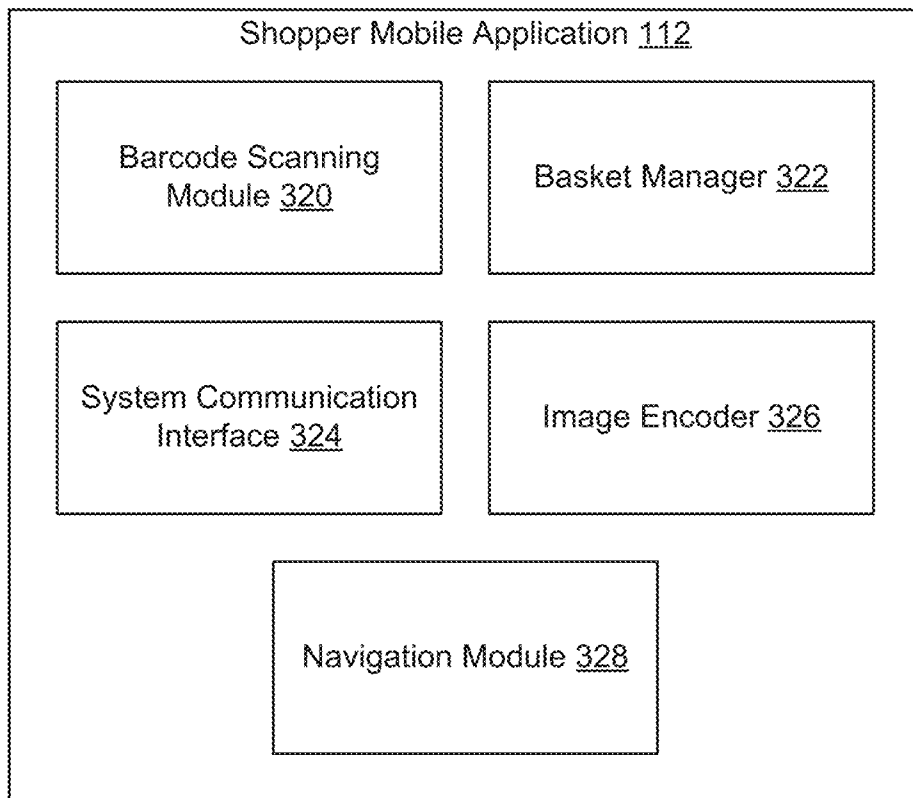 Shopper Mobile Application 112
Barcode Scanning
Module 320
Basket Manager 322
System Communication
Interface 324
Image Encoder 326
Navigation Module 328